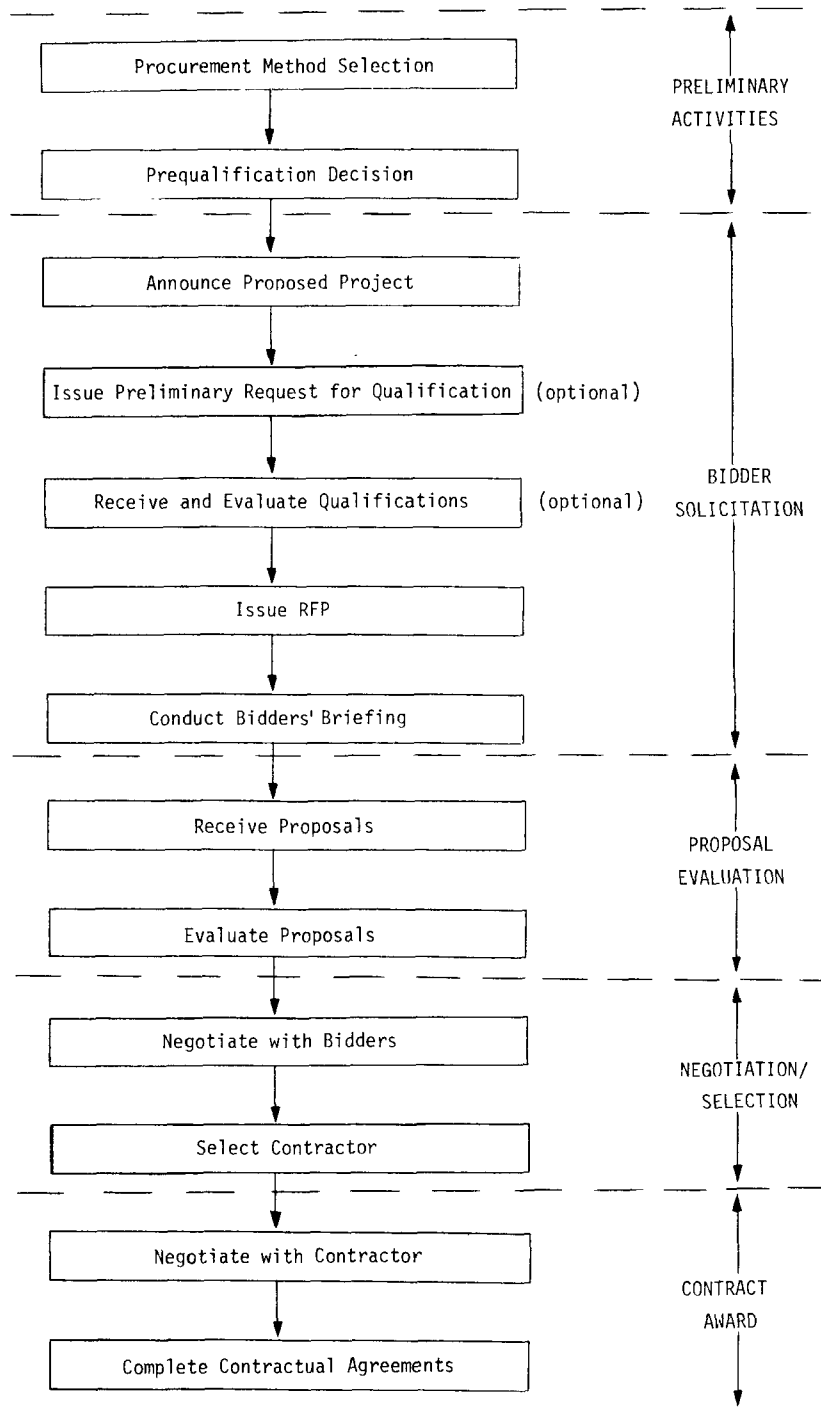 Procurement Method Selection
PRELIMINARY
ACTIVITIES
Prequalification Decision
Announce Proposed Project
Issue Preliminary Request for Qualification (optional)
Receive and Evaluate Qualifications (optional)
BIDDER
SOLICITATION
Issue RFP
Conduct Bidders' Briefing
Receive Proposals
PROPOSAL
EVALUATION
Evaluate Proposals
Negotiate with Bidders
NEGOTIATION/
SELECTION
Select Contractor
Negotiate with Contractor
CONTRACT
AWARD
Complete Contractual Agreements